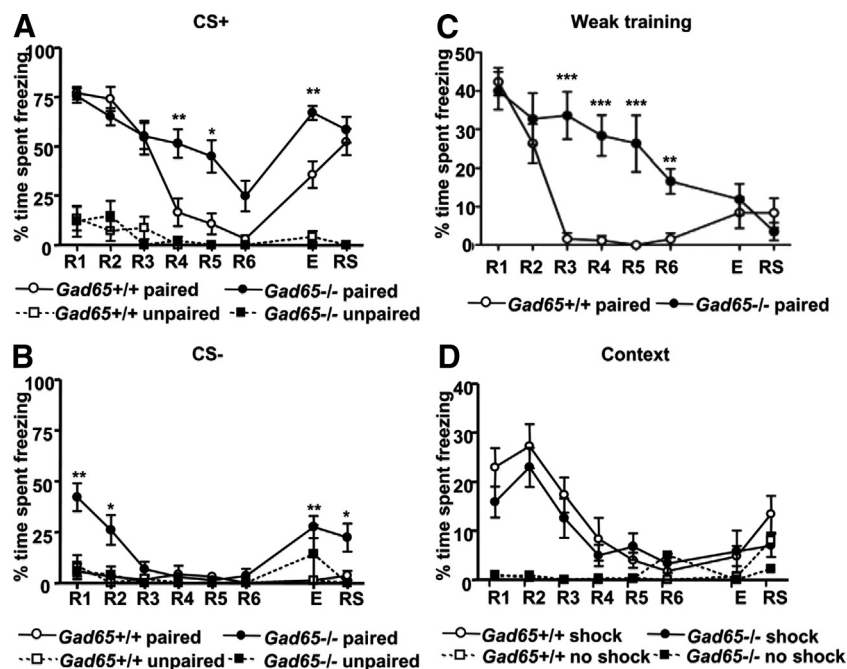 A
CS+
% time spent freezing
100
75
50
25
0
**
*
**
R1 R2 R3 R4 R5 R6 E RS
Gad65+/+ paired Gad65-/- paired
Gad65+/+ unpaired Gad65-/- unpaired
C
Weak training
% time spent freezing
50
40
30
20
10
0
***
***
***
**
R1 R2 R3 R4 R5 R6 E RS
Gad65+/+ paired Gad65-/- paired
B
CS-
% time spent freezing
100
75
50
25
0
**
*
**
*
R1 R2 R3 R4 R5 R6 E RS
Gad65+/+ paired Gad65-/- paired
Gad65+/+ unpaired Gad65-/- unpaired
D
Context
% time spent freezing
40
30
20
10
0
R1 R2 R3 R4 R5 R6 E RS
Gad65+/+ shock Gad65-/- shock
Gad65+/+ no shock Gad65-/- no shock